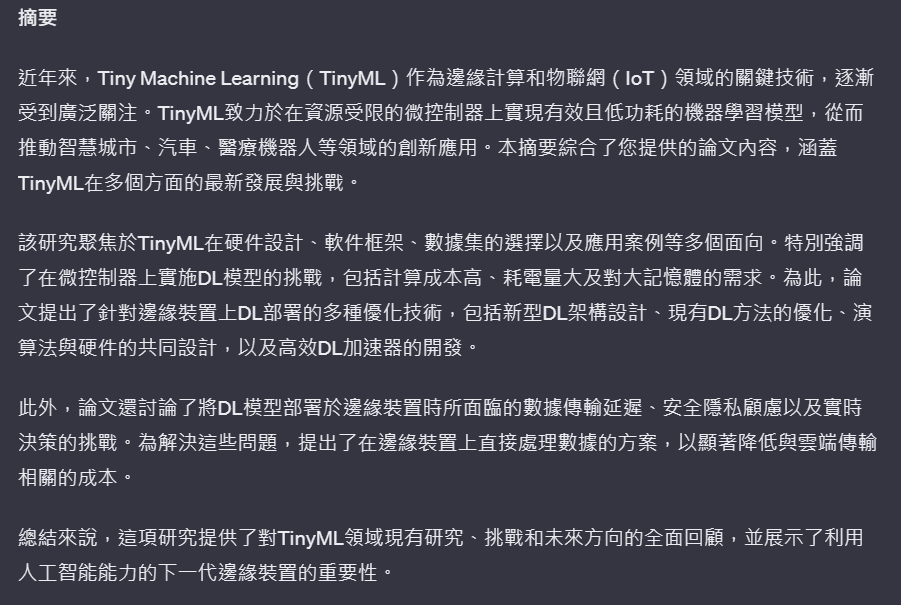 摘要
近年來，Tiny Machine Learning（TinyML）作為邊緣計算和物聯網（IoT）領域的關鍵技術，逐漸
受到廣泛關注。TinyML致力於在資源受限的微控制器上實現有效且低功耗的機器學習模型，從而
推動智慧城市、汽車、醫療機器人等領域的創新應用。本摘要綜合了您提供的論文內容，涵蓋
TinyML在多個方面的最新發展與挑戰。
該研究聚焦於TinyML在硬件設計、軟件框架、數據集的選擇以及應用案例等多個面向。特別強調
了在微控制器上實施DL模型的挑戰，包括計算成本高、耗電量大及對大記憶體的需求。為此，論
文提出了針對邊緣裝置上DL部署的多種優化技術，包括新型DL架構設計、現有DL方法的優化、演
算法與硬件的共同設計，以及高效DL加速器的開發。
此外，論文還討論了將DL模型部署於邊緣裝置時所面臨的數據傳輸延遲、安全隱私顧慮以及實時
決策的挑戰。為解決這些問題，提出了在邊緣裝置上直接處理數據的方案，以顯著降低與雲端傳輸
相關的成本。
總結來說，這項研究提供了對TinyML領域現有研究、挑戰和未來方向的全面回顧，並展示了利用
人工智能能力的下一代邊緣裝置的重要性。